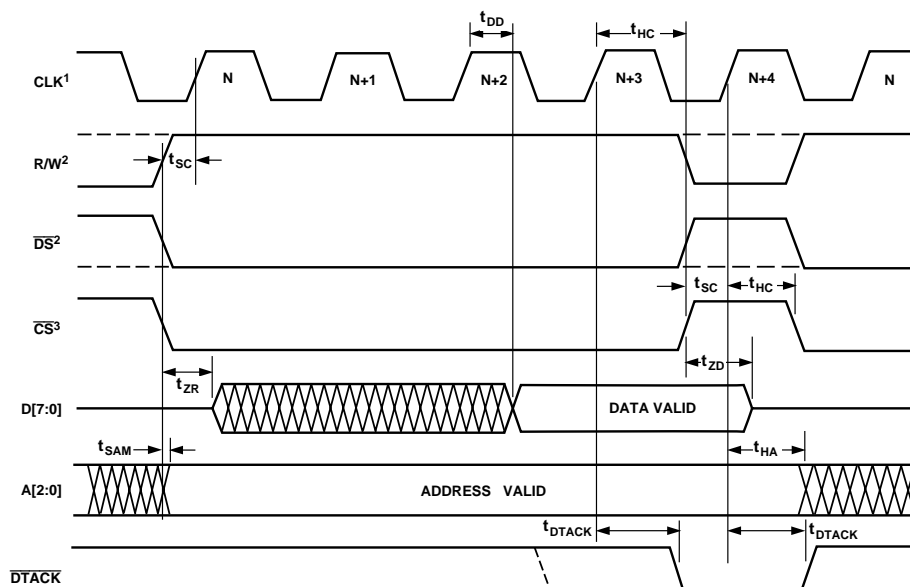 tDD
tHC
CLK1
N
N+1
N+2
N+3
N+4
N
R/W2
tSC
DS2
tSC
tHC
CS3
tZD
tZR
D[7:0]
DATA VALID
tSAM
tHA
A[2:0]
ADDRESS VALID
tDTACK
tDTACK
DTACK